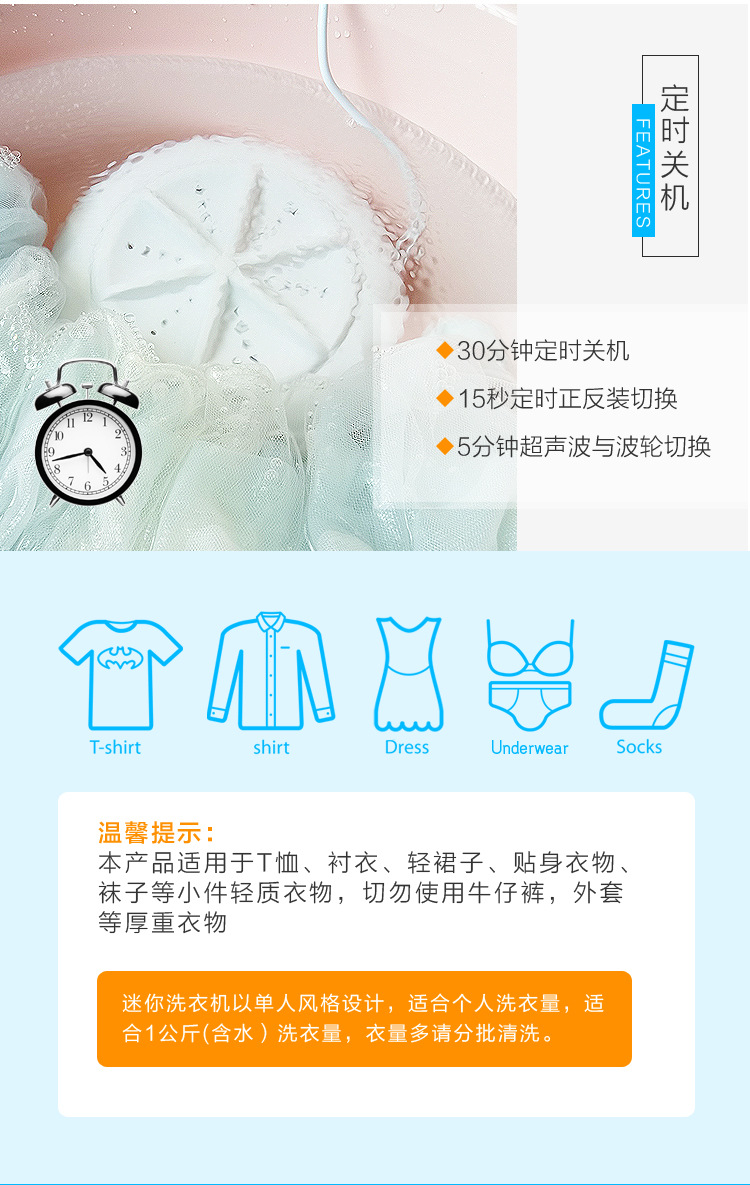 定时关机
FEATURES
◆30分钟定时关机
◆15秒定时正反装切换
◆5分钟超声波与波轮切换
12
1
2
3
4
5
6
7
8
9
10
11
T-shirt
shirt
Dress
Underwear
Socks
温馨提示:
本产品适用于T恤、衬衣、轻裙子、贴身衣物、
袜子等小件轻质衣物，切勿使用牛仔裤，外套
等厚重衣物
迷你洗衣机以单人风格设计，适合个人洗衣量，适
合1公斤(含水）洗衣量，衣量多请分批清洗。